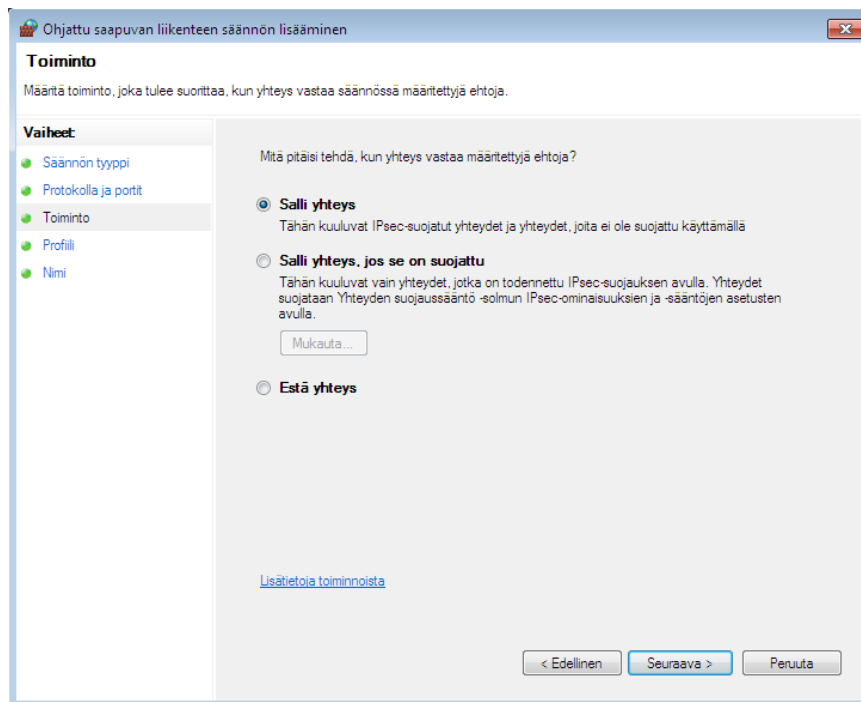 Ohjattu saapuvan liikenteen säännön lisääminen
Toiminto
Määritä toiminto, joka tulee suorittaa, kun yhteys vastaa säännössä määritettyjä ehtoja.
Vaiheet:
Säännön tyyppi
Protokolla ja portit
Toiminto
Profiili
Nimi
Mitä pitäisi tehdä, kun yhteys vastaa määritettyjä ehtoja?
Salli yhteys
Tähän kuuluvat IPsec-suojatut yhteydet ja yhteydet, joita ei ole suojattu käyttämällä
Salli yhteys, jos se on suojattu
Tähän kuuluvat vain yhteydet, jotka on todennettu IPsec-suojauksen avulla. Yhteydet
suojataan Yhteyden suojaussääntö -solmun IPsec-ominaisuuksien ja -sääntöjen asetusten
avulla.
Mukauta...
Estä yhteys
Lisätietoja toiminnoista
< Edellinen
Seuraava >
Peruuta